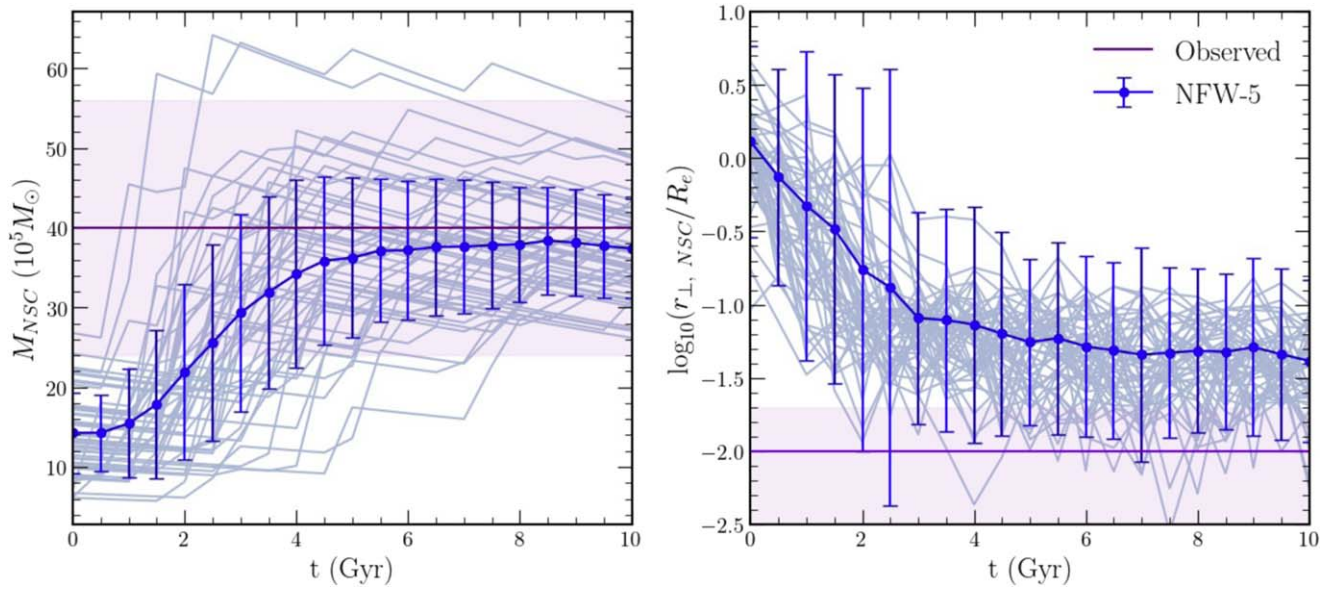 60
50
40
30
20
10
M_{NSC} (10^5 M_⊙)
0 2 4 6 8 10
t (Gyr)
1.0
0.5
0.0
−0.5
−1.0
−1.5
−2.0
−2.5
log_{10}(r_{⊥, NSC}/R_e)
Observed
NFW-5
0 2 4 6 8 10
t (Gyr)